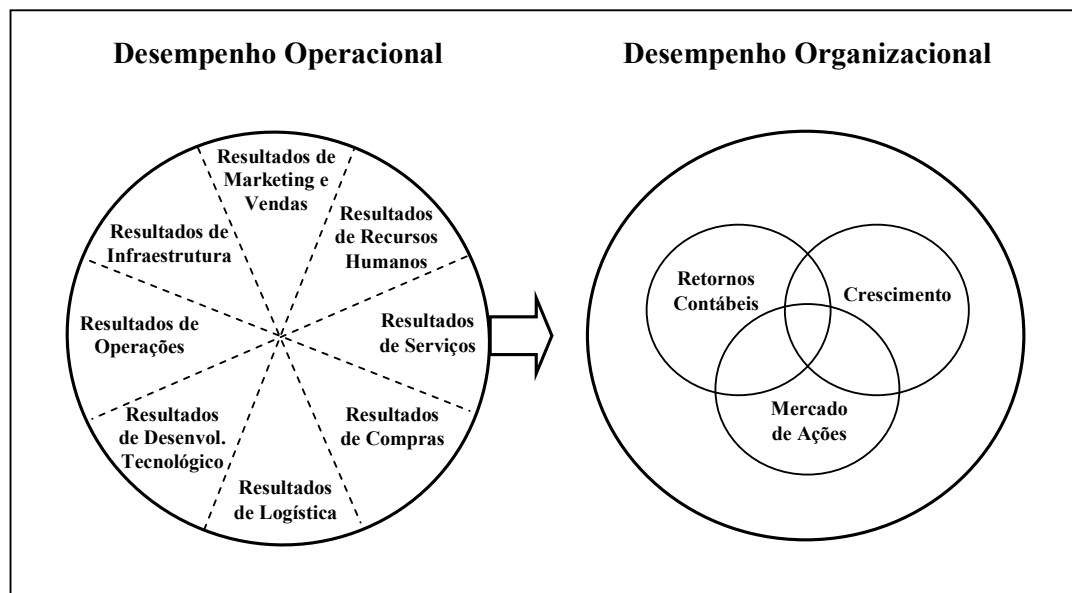 Desempenho Operacional
Desempenho Organizacional
Resultados de
Marketing e
Vendas
Resultados
de Recursos
Humanos
Resultados
de Serviços
Resultados
de Compras
Resultados
de Logística
Resultados
de Desenvol.
Tecnológico
Resultados de
Operações
Resultados de
Infraestrutura
Retornos
Contábeis
Crescimento
Mercado
de Ações